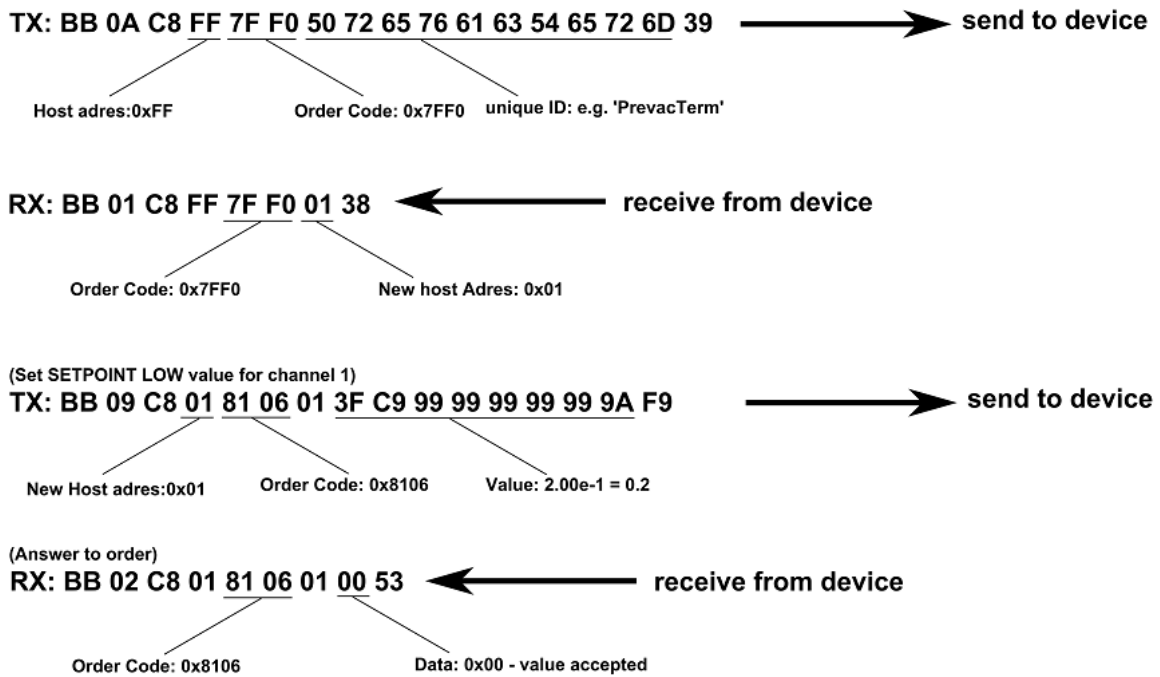 TX: BB 0A C8 FF 7F F0 50 72 65 76 61 63 54 65 72 6D 39 send to device
Host adres:0xFF Order Code: 0x7FF0 unique ID: e.g. 'PrevacTerm'
RX: BB 01 C8 FF 7F F0 01 38 receive from device
Order Code: 0x7FF0 New host Adres: 0x01
(Set SETPOINT LOW value for channel 1)
TX: BB 09 C8 01 81 06 01 3F C9 99 99 99 99 99 9A F9 send to device
New Host adres:0x01 Order Code: 0x8106 Value: 2.00e-1 = 0.2
(Answer to order)
RX: BB 02 C8 01 81 06 01 00 53 receive from device
Order Code: 0x8106 Data: 0x00 - value accepted